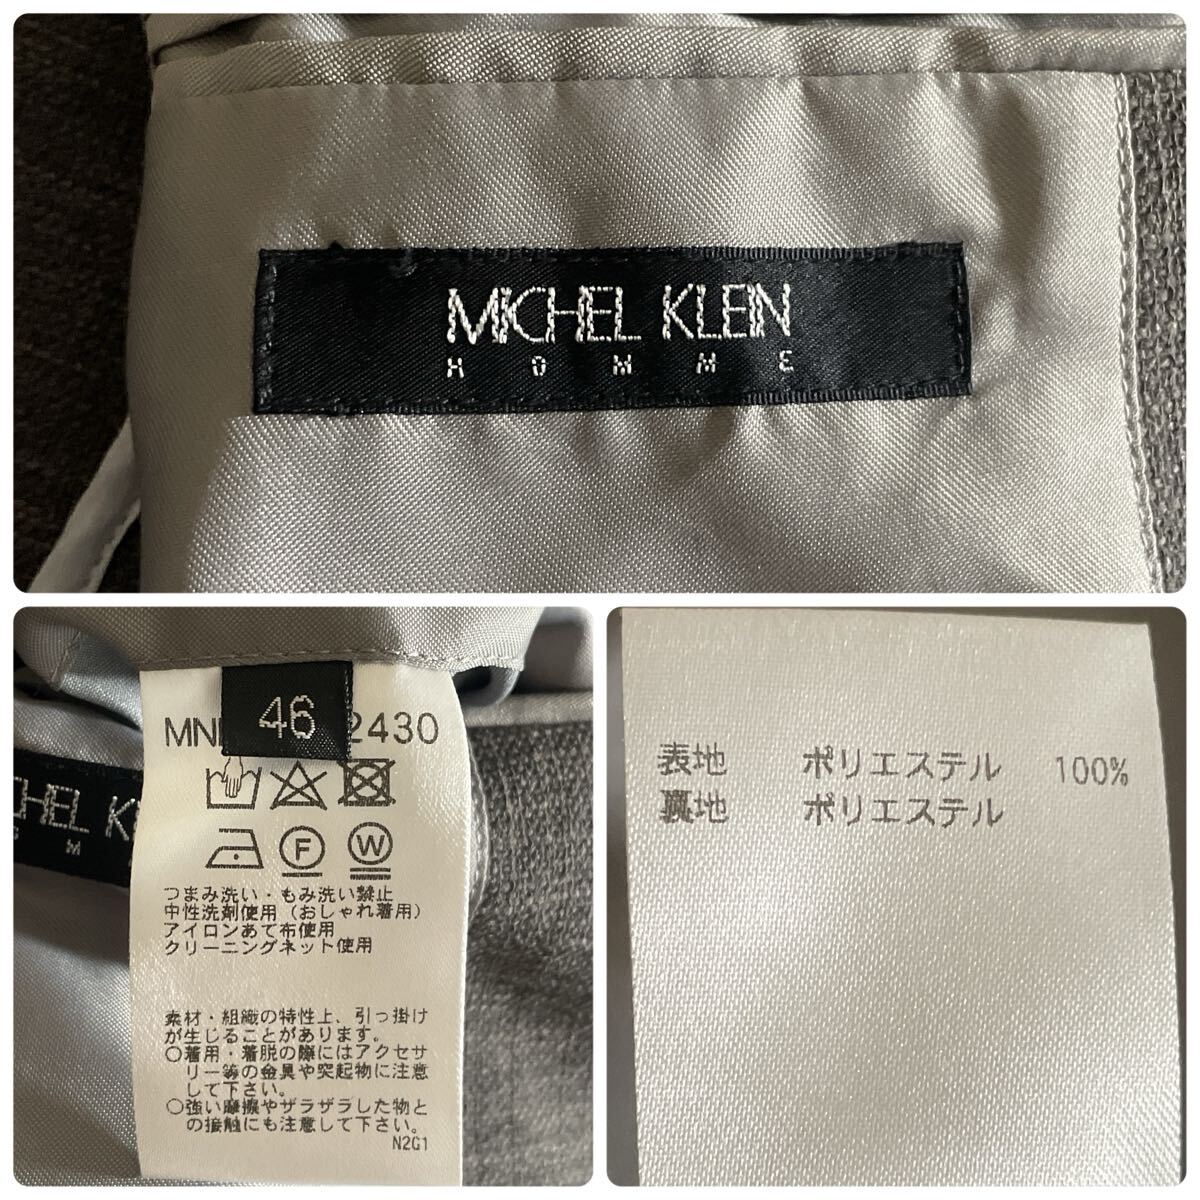 MICHEL KLEIN
HOMME
46
MN 2430
CHEL K
M
F
W
つまみ洗い・もみ洗い禁止
中性洗剤使用（おしゃれ着用）
アイロンあて布使用
クリーニングネット使用
素材・組織の特性上、引っ掛け
が生じることがあります。
○着用・着脱の際にはアクセサ
リー等の金具や突起物に注意
して下さい。
○強い摩擦やザラザラした物と
の接触にも注意して下さい。
N2G1
表地 ポリエステル 100%
裏地 ポリエステル